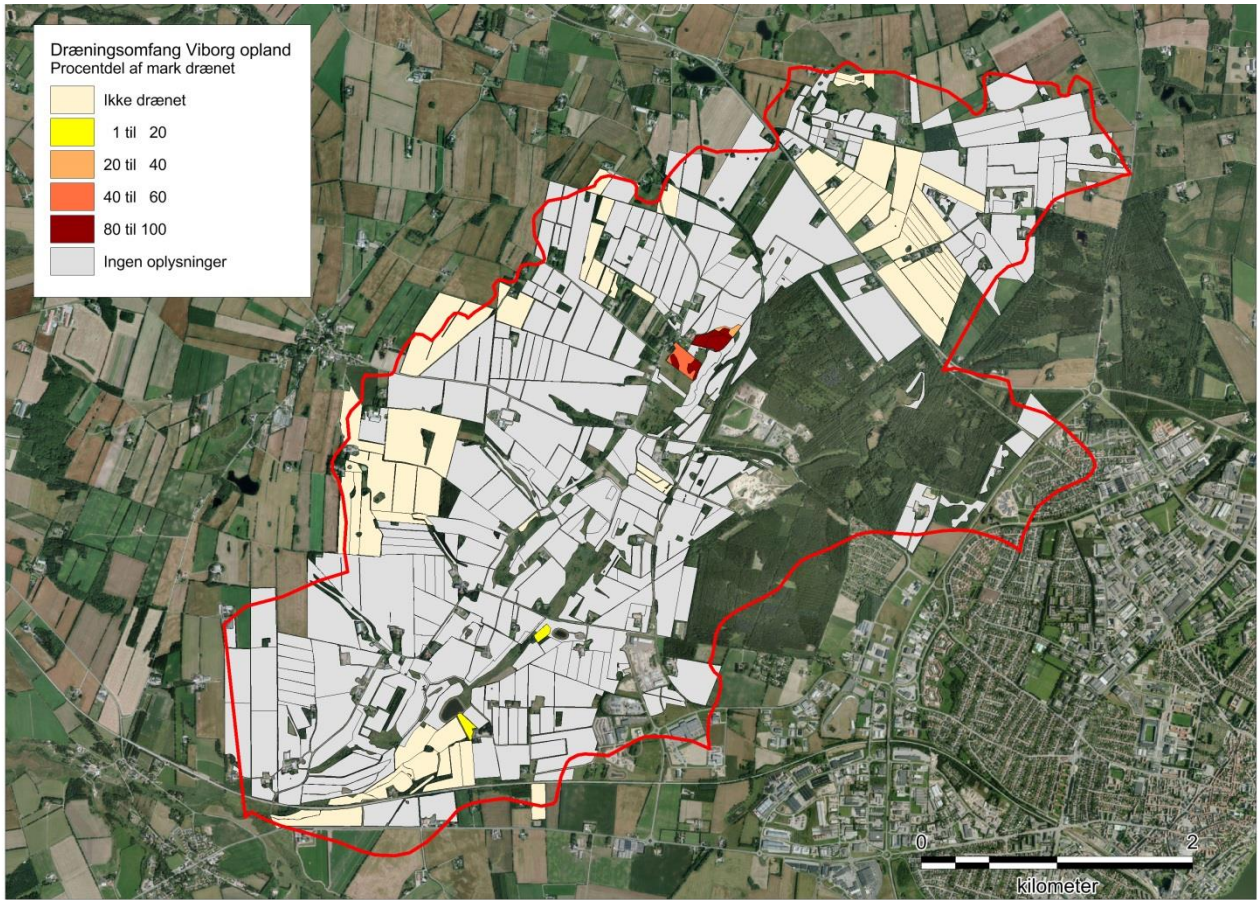 Dræningsomfang Viborg opland
Procentdel af mark drænet
Ikke drænet
1 til 20
20 til 40
40 til 60
80 til 100
Ingen oplysninger
0 2
kilometer